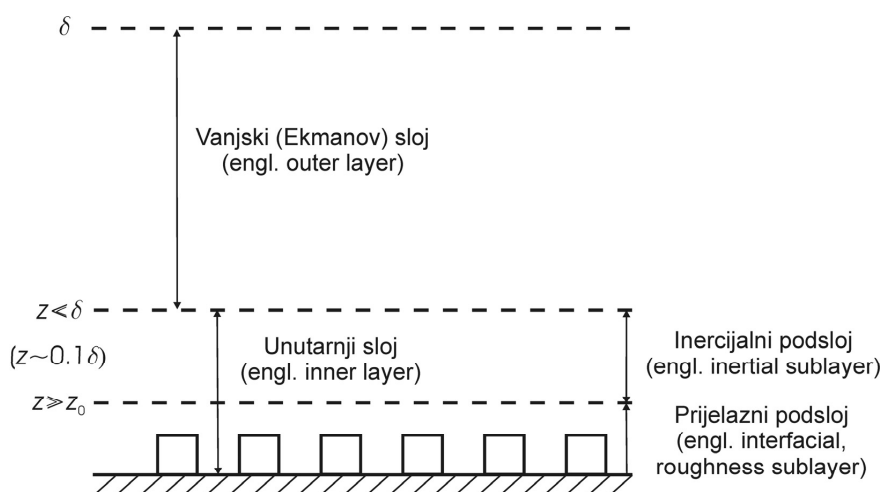 δ
Vanjski (Ekmanov) sloj
(engl. outer layer)
z≪δ
(z~0.1δ)
z≫z₀
Unutarnji sloj
(engl. inner layer)
Inercijalni podsloj
(engl. inertial sublayer)
Prijelazni podsloj
(engl. interfacial,
roughness sublayer)